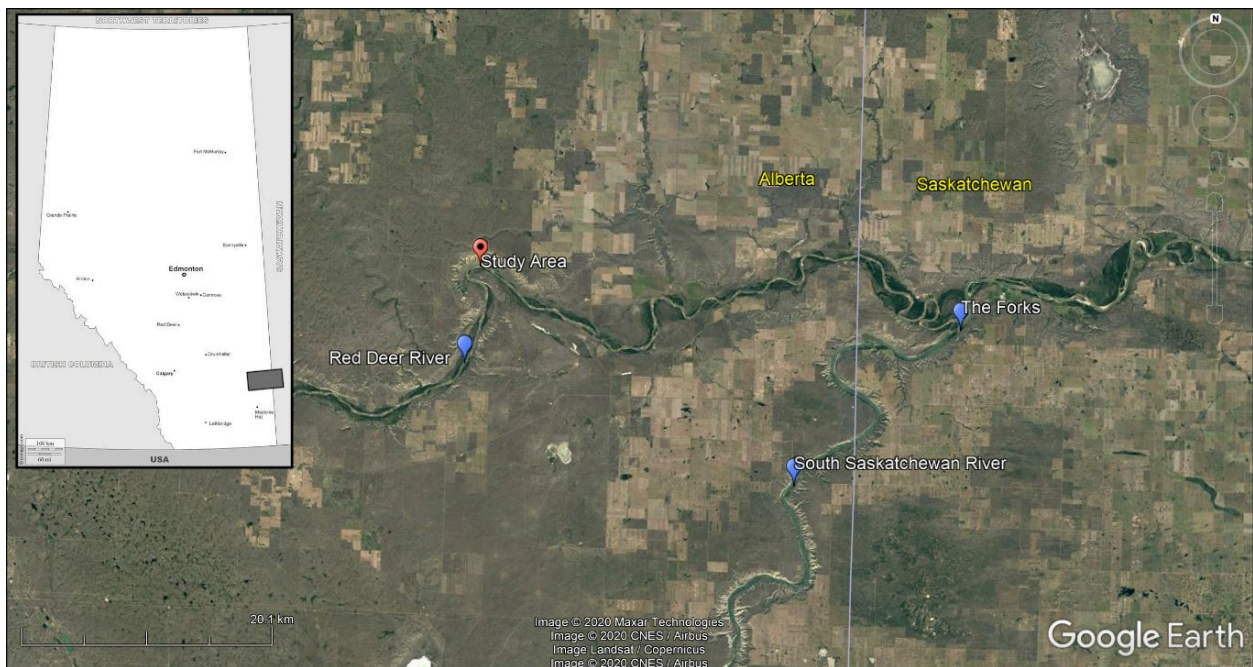 NORTHWEST TERRITORIES
Fort McMurray
Grande Prairie
Bonnyville
SASKATCHEWAN
Edmonton
Wetaskiwin
Camrose
Red Deer
Drumheller
BRITISH COLUMBIA
Calgary
Medicine
Hat
Lethbridge
100 km
60 mi
USA
N
Alberta
Saskatchewan
Study Area
The Forks
Red Deer River
South Saskatchewan River
20.1 km
Image © 2020 Maxar Technologies
Image © 2020 CNES / Airbus
Image Landsat / Copernicus
Image © 2020 CNES / Airbus
Google Earth